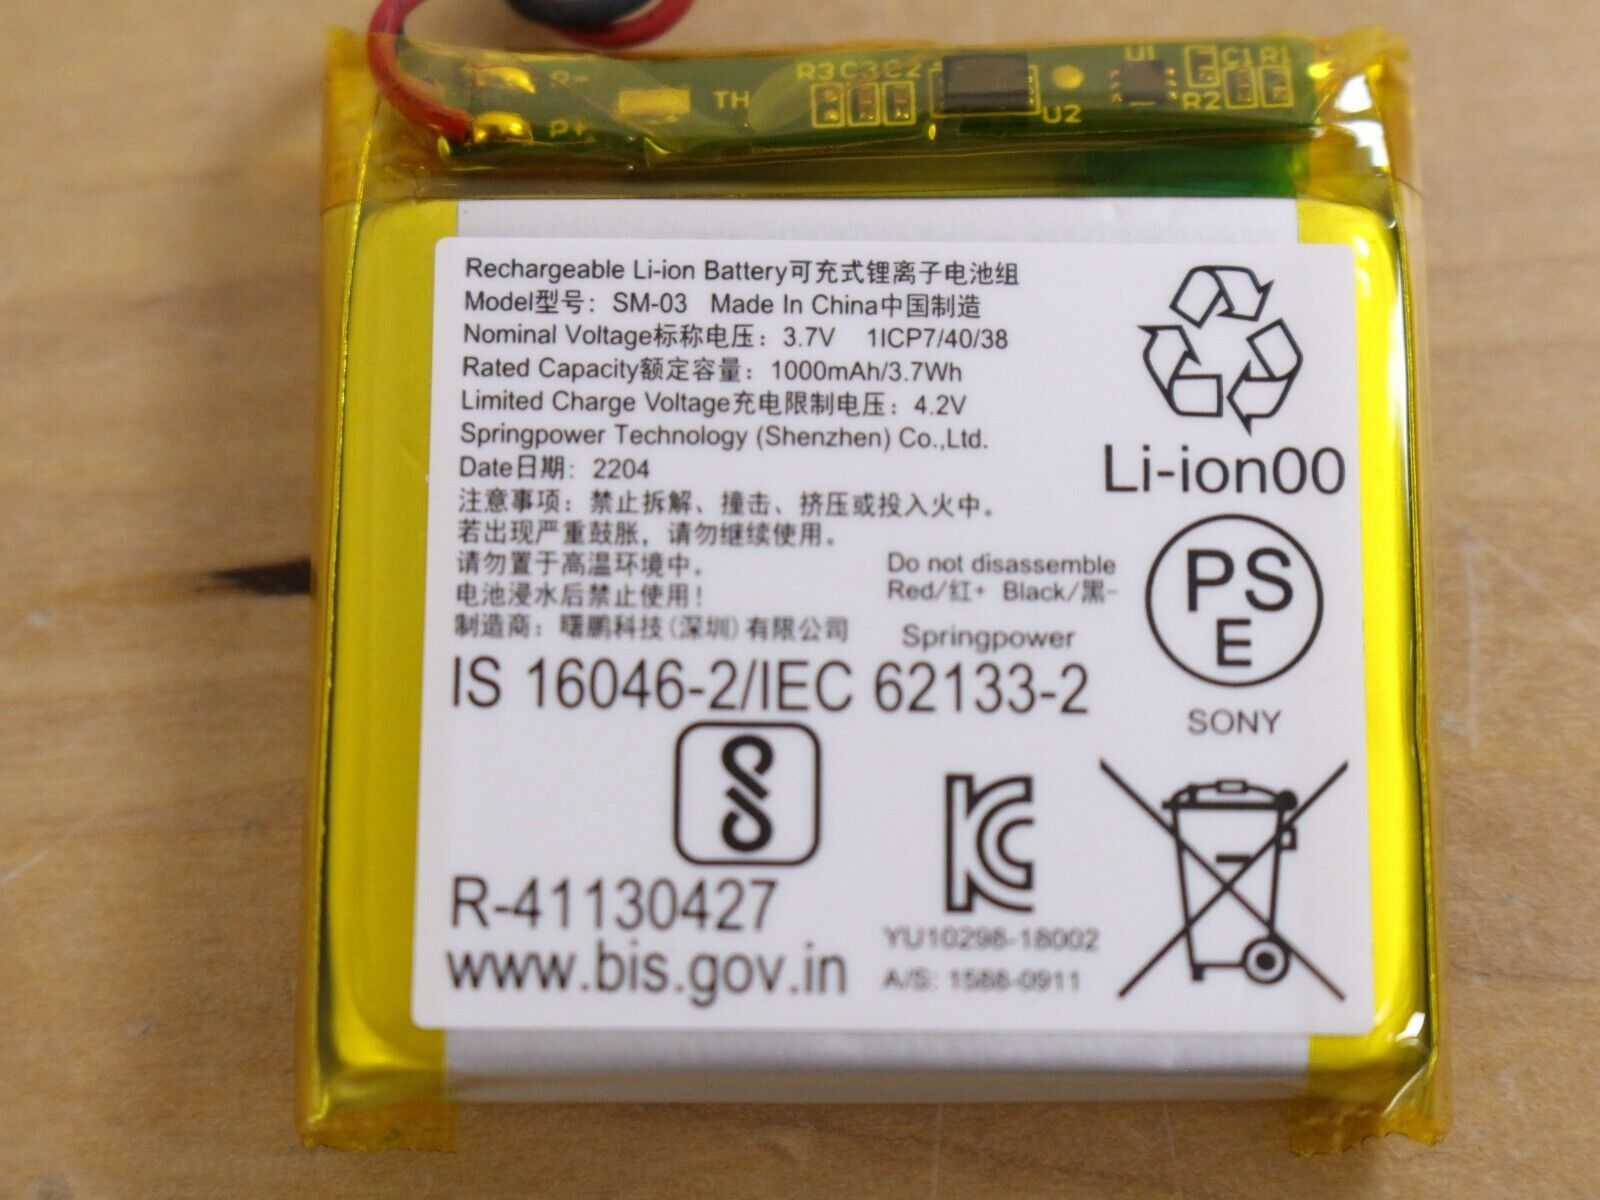 P-
P+
TH
R3C3C2
U2
U1
R2
C1R1
Rechargeable Li-ion Battery可充式锂离子电池组
Model型号: SM-03 Made In China中国制造
Nominal Voltage标称电压: 3.7V 1ICP7/40/38
Rated Capacity额定容量: 1000mAh/3.7Wh
Limited Charge Voltage充电限制电压: 4.2V
Springpower Technology (Shenzhen) Co.,Ltd.
Date日期: 2204
注意事项: 禁止拆解、撞击、挤压或投入火中。
若出现严重鼓胀, 请勿继续使用。
请勿置于高温环境中。
电池浸水后禁止使用!
制造商: 曙鹏科技(深圳)有限公司
Do not disassemble
Red/红+ Black/黑-
Springpower
IS 16046-2/IEC 62133-2
R-41130427
www.bis.gov.in
Li-ion00
PS
E
SONY
KC
YU10298-18002
A/S: 1588-0911